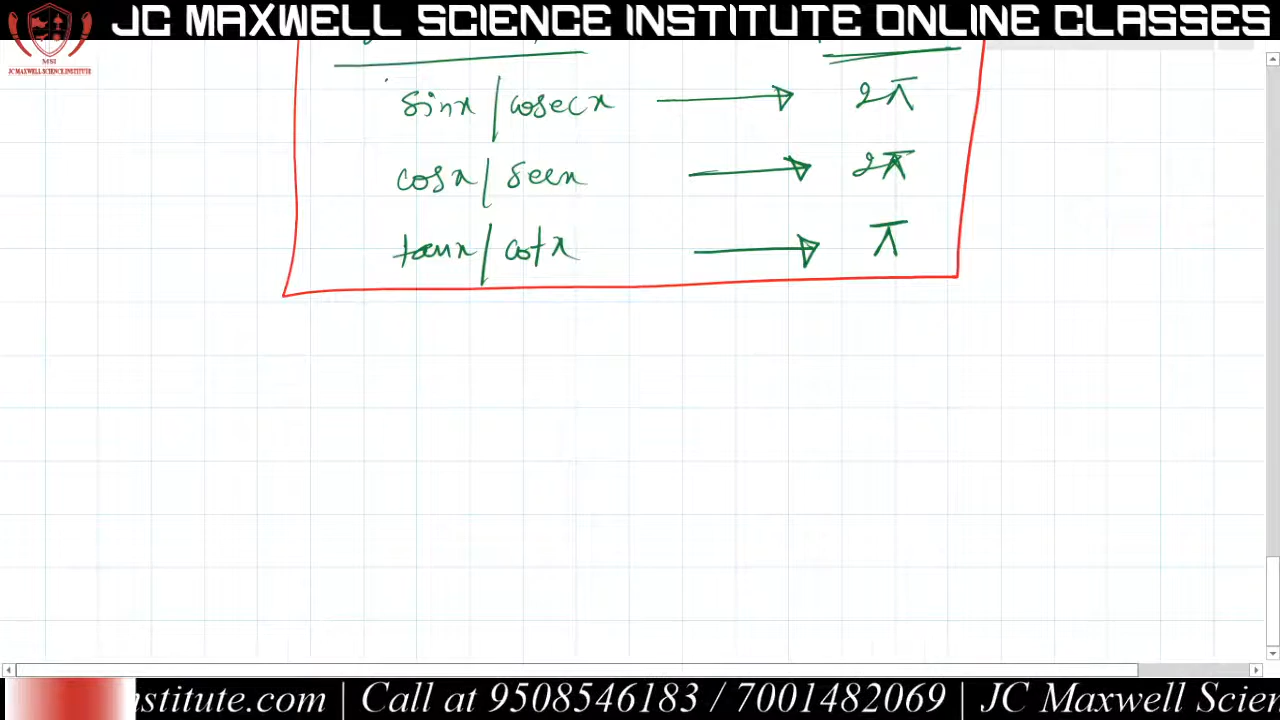 JC MAXWELL SCIENCE INSTITUTE ONLINE CLASSES
MSI
JC MAXWELL SCIENCE INSTITUTE
sinx | cosecx → 2π
cosx | secx → 2π
tanx | cotx → π
nstitute.com | Call at 9508546183 / 7001482069 | JC Maxwell Scien